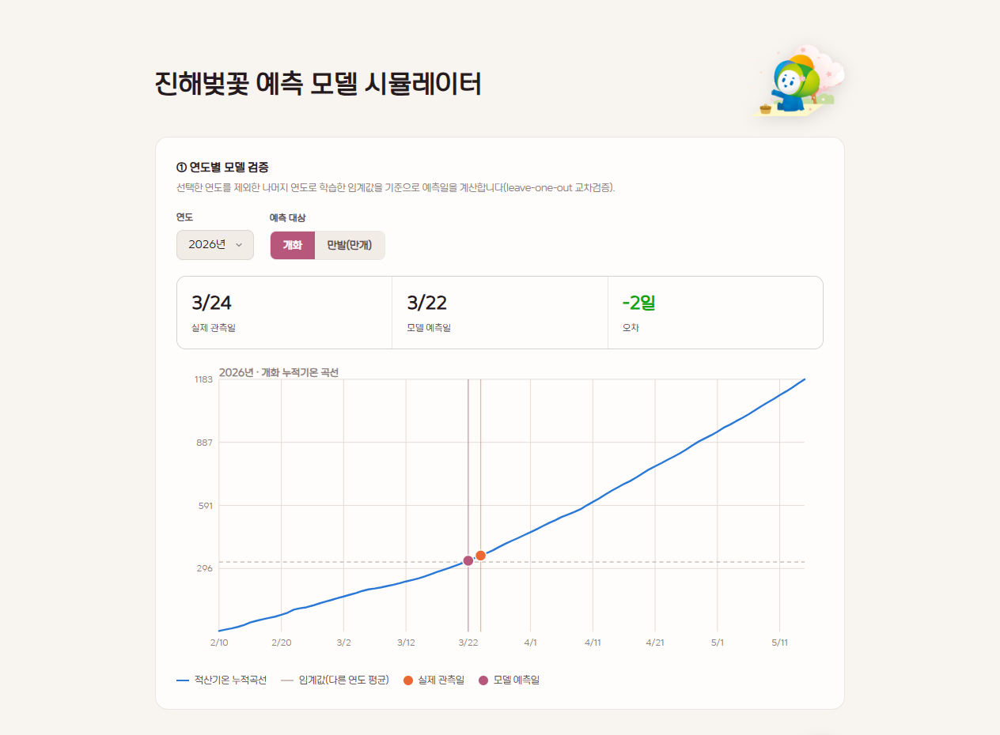 진해벚꽃 예측 모델 시뮬레이터
① 연도별 모델 검증
선택한 연도를 제외한 나머지 연도로 학습한 임계값을 기준으로 예측일을 계산합니다(leave-one-out 교차검증).
연도 예측 대상
2026년 개화 만발(만개)
3/24 3/22 -2일
실제 관측일 모델 예측일 오차
2026년 · 개화 누적기온 곡선
1183
887
591
296
2/10 2/20 3/2 3/12 3/22 4/1 4/11 4/21 5/1 5/11
적산기온 누적곡선 임계값(다른 연도 평균) 실제 관측일 모델 예측일